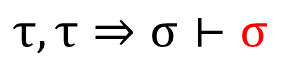 τ, τ ⇒ σ ⊢ σ